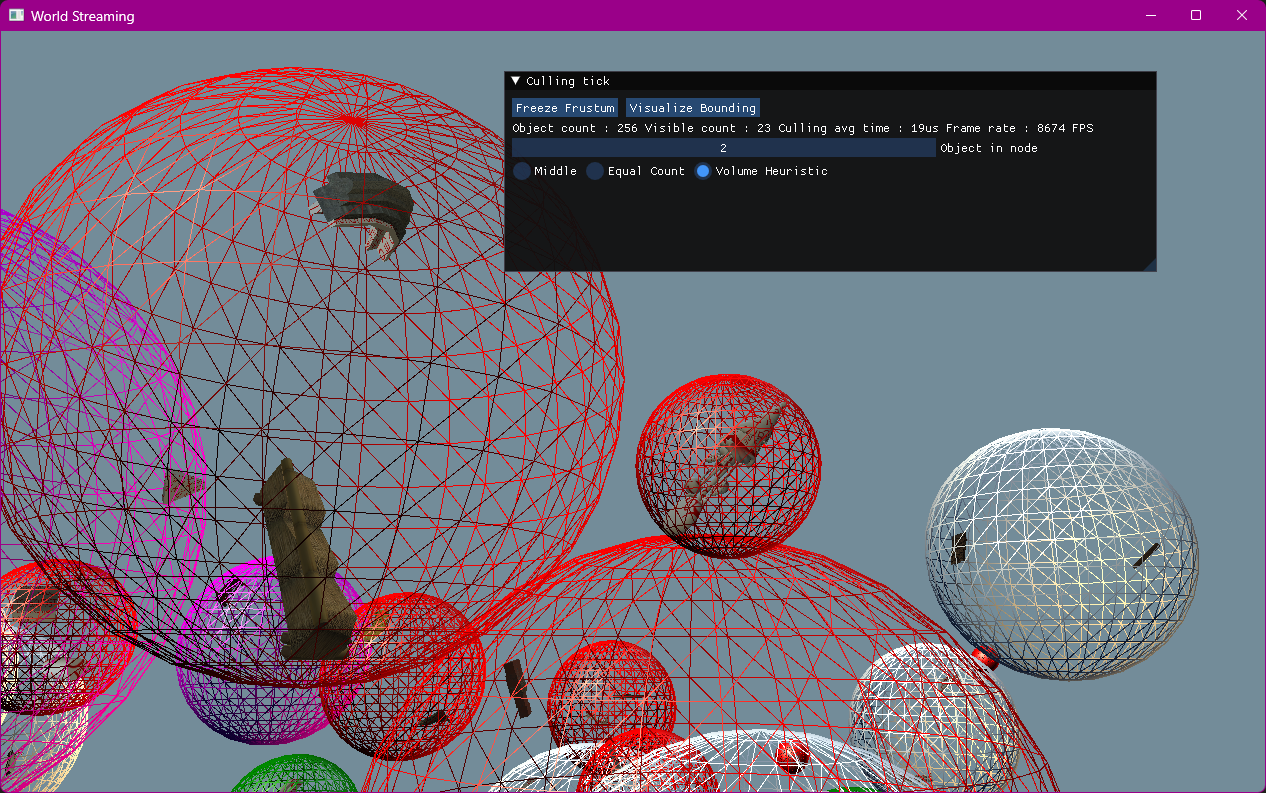 World Streaming
Culling tick
Freeze Frustum Visualize Bounding
Object count : 256 Visible count : 23 Culling avg time : 19us Frame rate : 8674 FPS
2 Object in node
Middle Equal Count Volume Heuristic